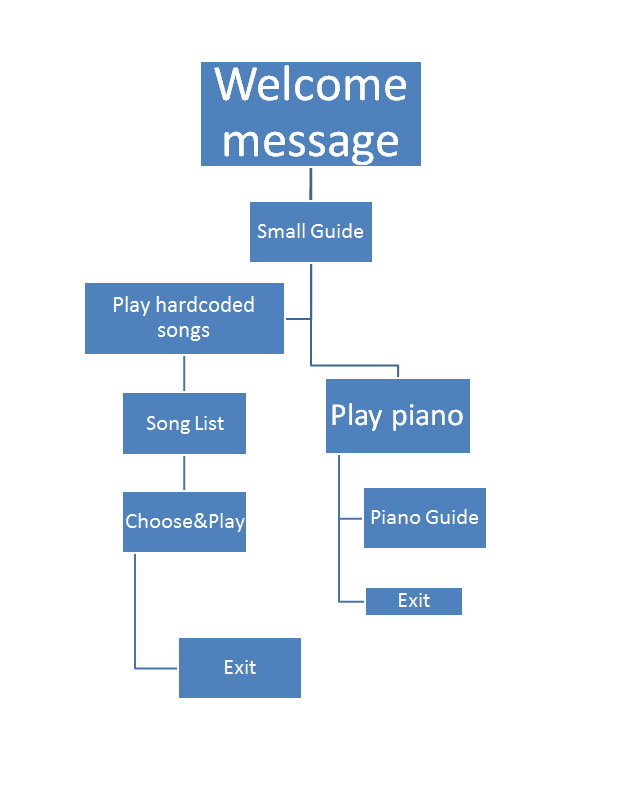 Welcome
message
Small Guide
Play hardcoded
songs
Song List
Choose&Play
Exit
Play piano
Piano Guide
Exit